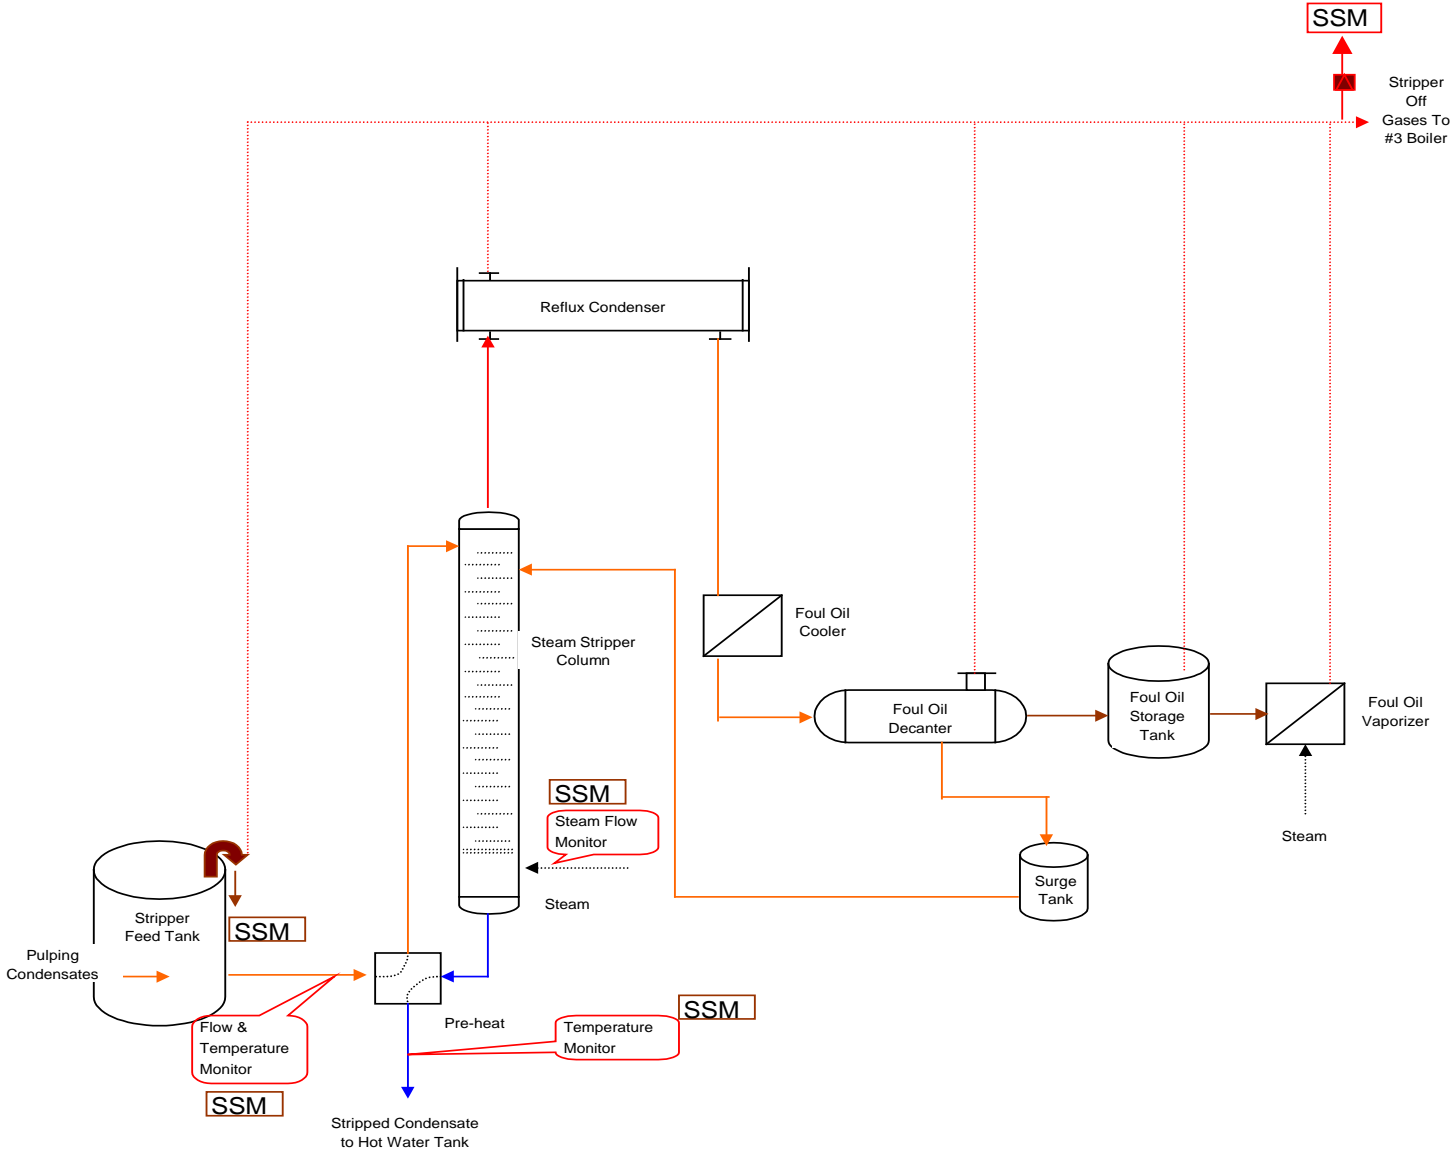 SSM
Stripper
Off
Gases To
#3 Boiler
Reflux Condenser
Foul Oil
Cooler
Steam Stripper
Column
Foul Oil
Decanter
Foul Oil
Storage
Tank
Foul Oil
Vaporizer
SSM
Steam Flow
Monitor
Steam
Steam
Surge
Tank
Stripper
Feed Tank
SSM
Pulping
Condensates
Flow &
Temperature
Monitor
SSM
Pre-heat
Temperature
Monitor
SSM
Stripped Condensate
to Hot Water Tank